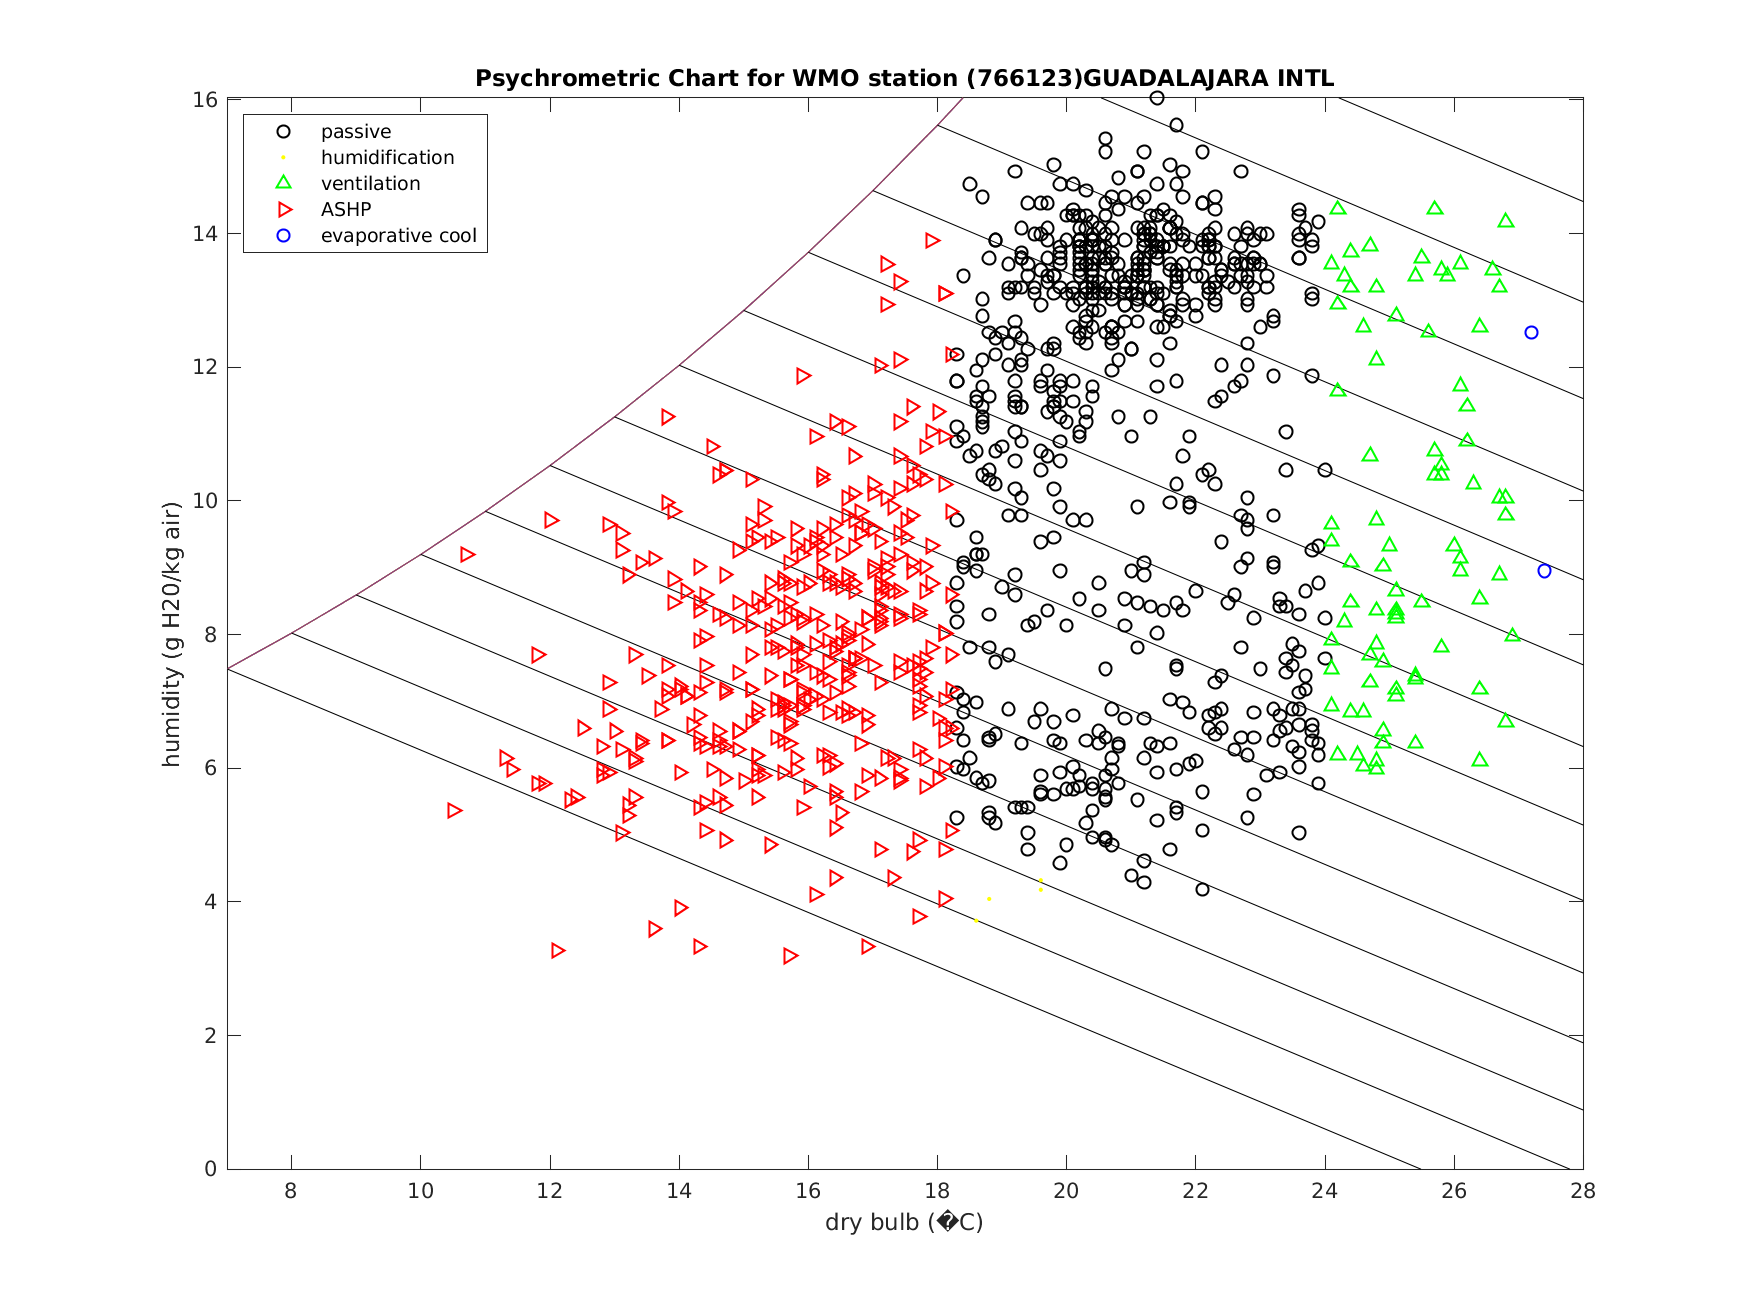 Psychrometric Chart for WMO station (766123)GUADALAJARA INTL
16
14
12
10
8
6
4
2
0
passive
humidification
ventilation
ASHP
evaporative cool
humidity (g H20/kg air)
8 10 12 14 16 18 20 22 24 26 28
dry bulb (�C)